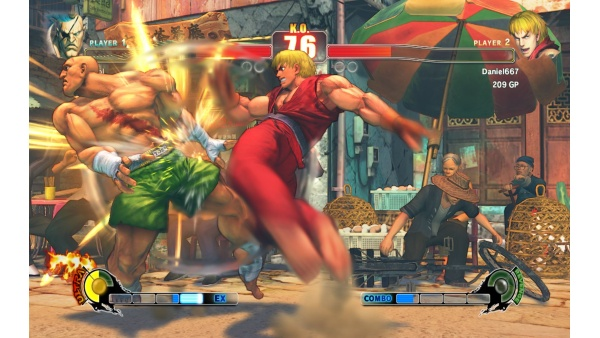 K.O.
PLAYER 1
76
PLAYER 2
Daniel667
209 GP
EX
COMBO